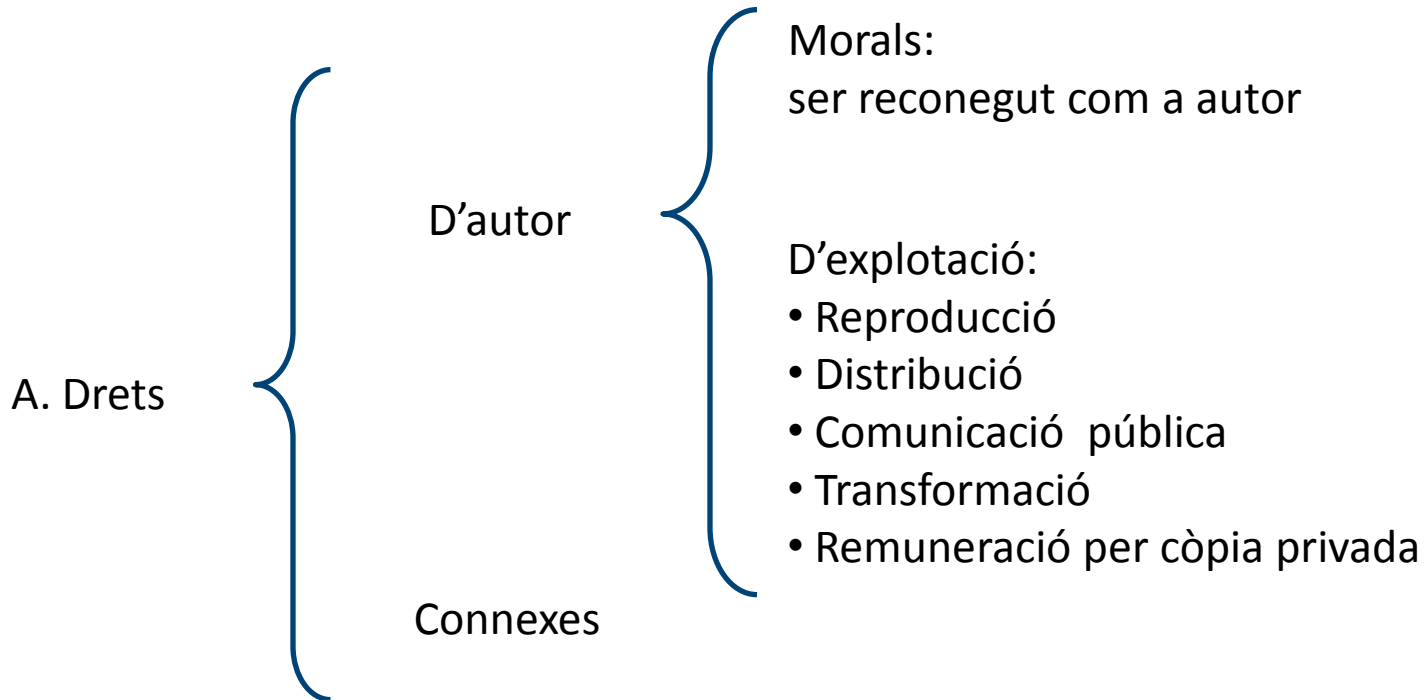 A. Drets
D’autor
Morals:
ser reconegut com a autor
D’explotació:
• Reproducció
• Distribució
• Comunicació  pública
• Transformació
• Remuneració per còpia privada
Connexes